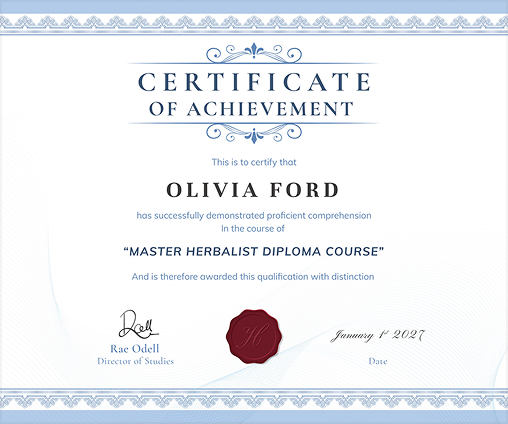 CERTIFICATE
OF ACHIEVEMENT
This is to certify that
OLIVIA FORD
has successfully demonstrated proficient comprehension
In the course of
“MASTER HERBALIST DIPLOMA COURSE”
And is therefore awarded this qualification with distinction
Rae Odell
Director of Studies
H
January 1st 2027
Date